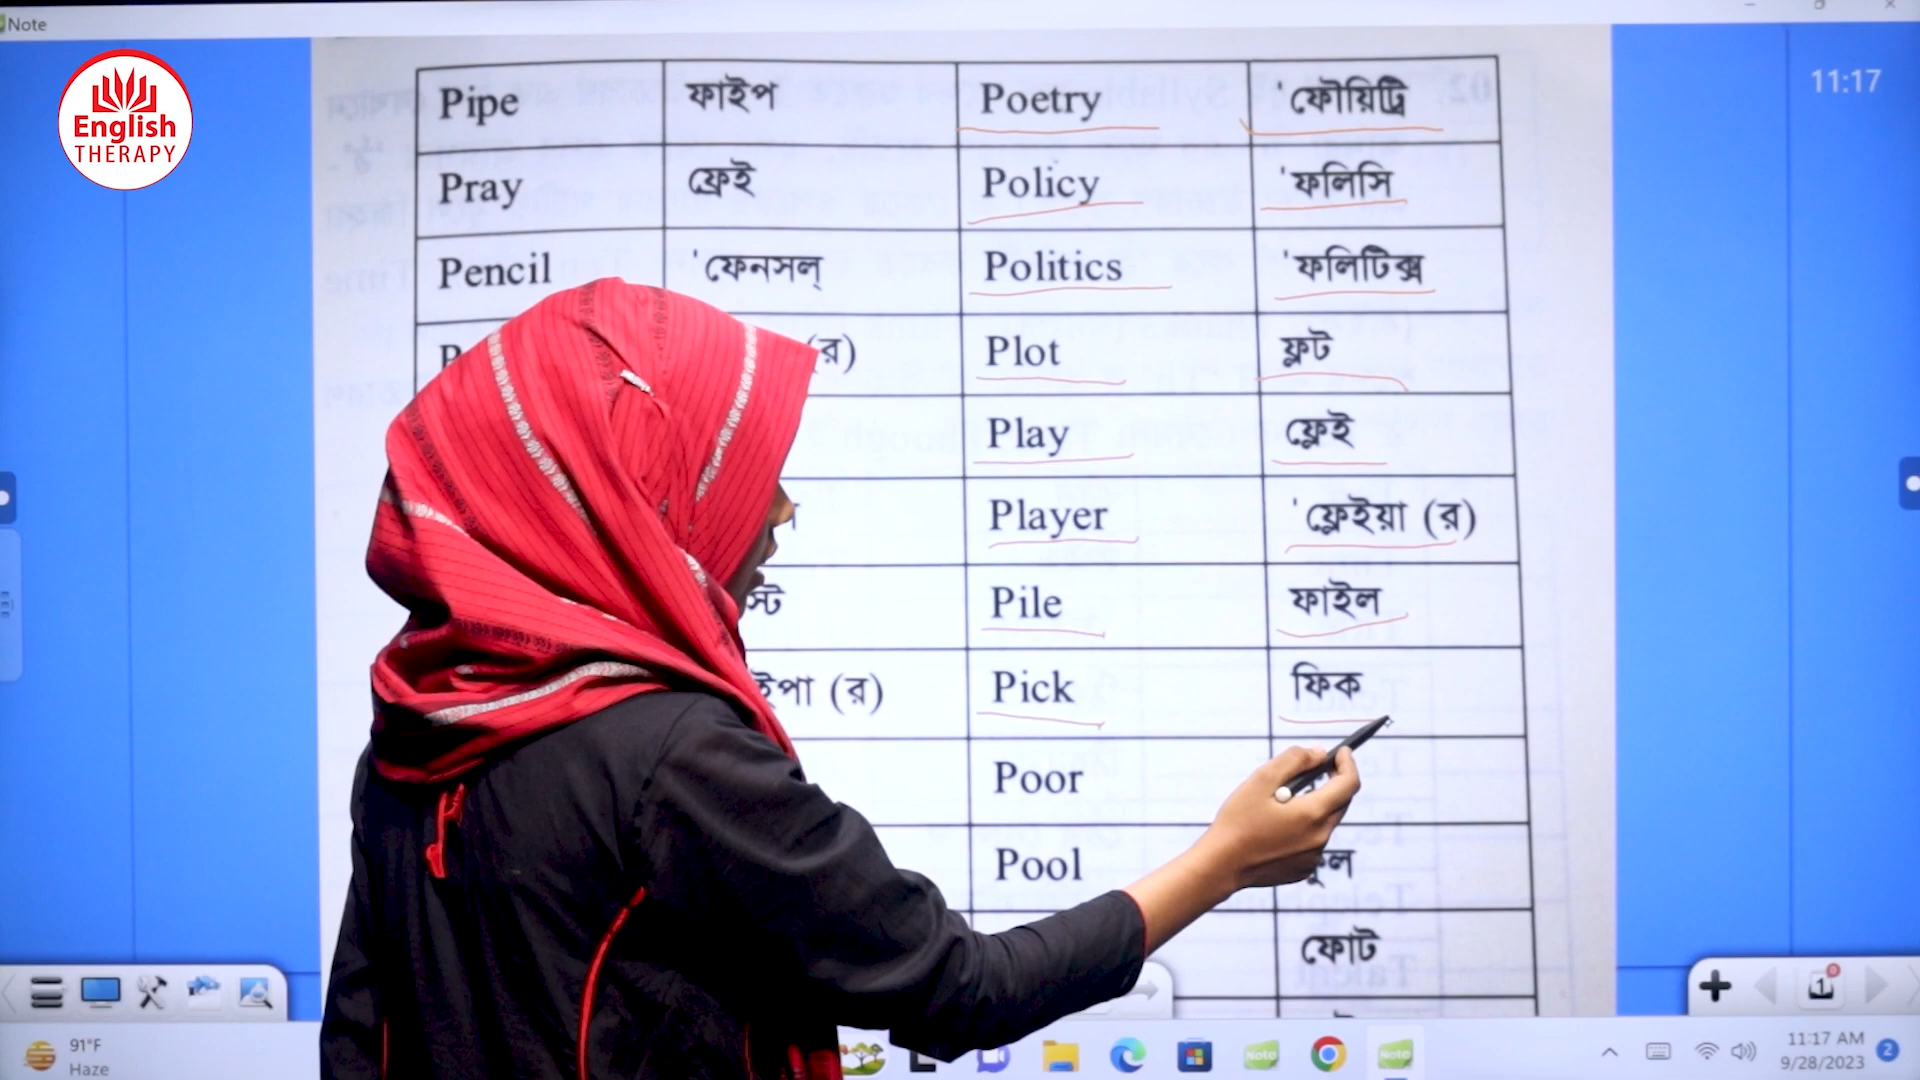 Note
English
THERAPY
11:17
Pipe ফাইপ Poetry 'ফৌয়িট্রি
Pray ফ্রেই Policy 'ফলিসি
Pencil 'ফেনসল্ Politics 'ফলিটিক্স
(র) Plot ফ্লট
Play ফ্লেই
Player 'ফ্লেইয়া (র)
Pile ফাইল
(র) Pick ফিক
Poor
Pool ফুল
ফোট
91°F
Haze
11:17 AM
9/28/2023